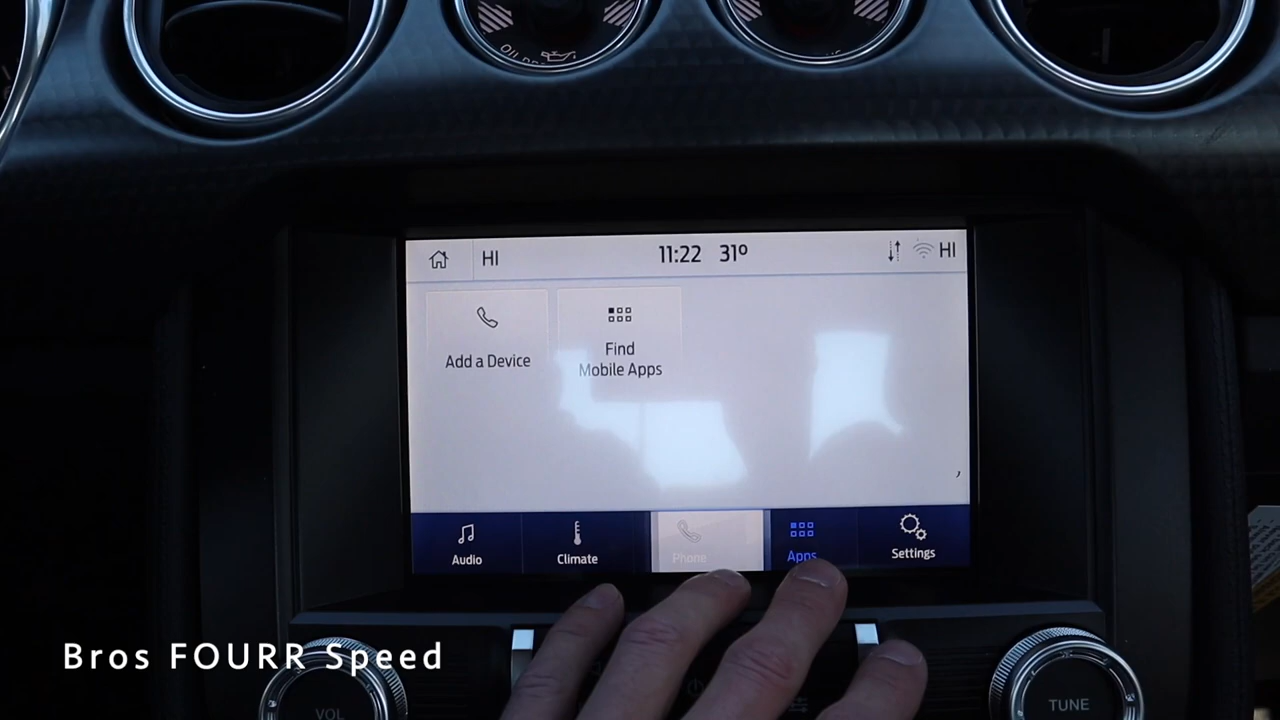 HI 11:22 31° HI
Add a Device
Find
Mobile Apps
Audio Climate Phone Apps Settings
Bros FOURR Speed
VOL
TUNE